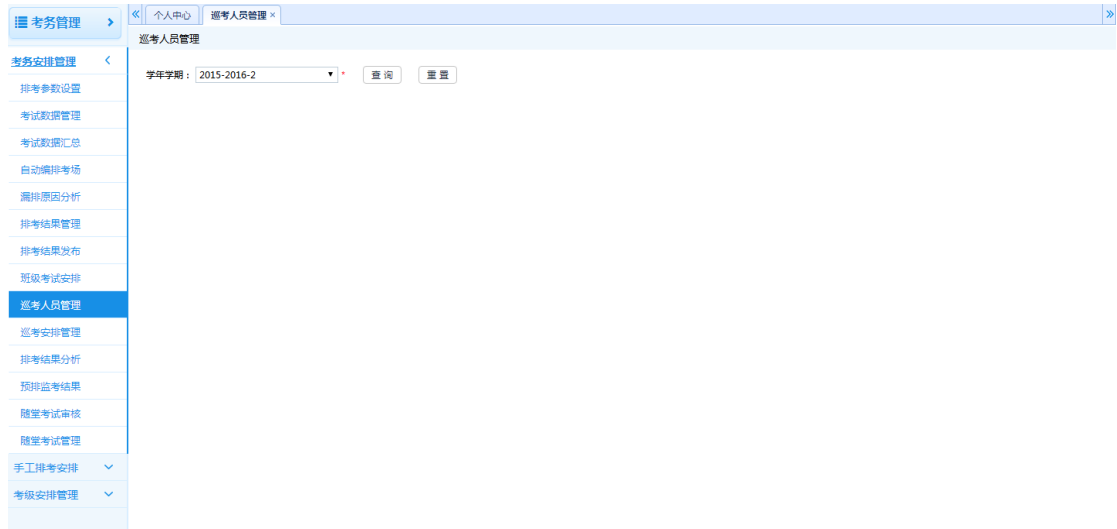 考务管理
考务安排管理
排考参数设置
考试数据管理
考试数据汇总
自动编排考场
漏排原因分析
排考结果管理
排考结果发布
班级考试安排
巡考人员管理
巡考安排管理
排考结果分析
预排监考结果
随堂考试审核
随堂考试管理
手工排考安排
考级安排管理
个人中心 巡考人员管理 ×
巡考人员管理
学年学期： 2015-2016-2 * 查 询 重 置